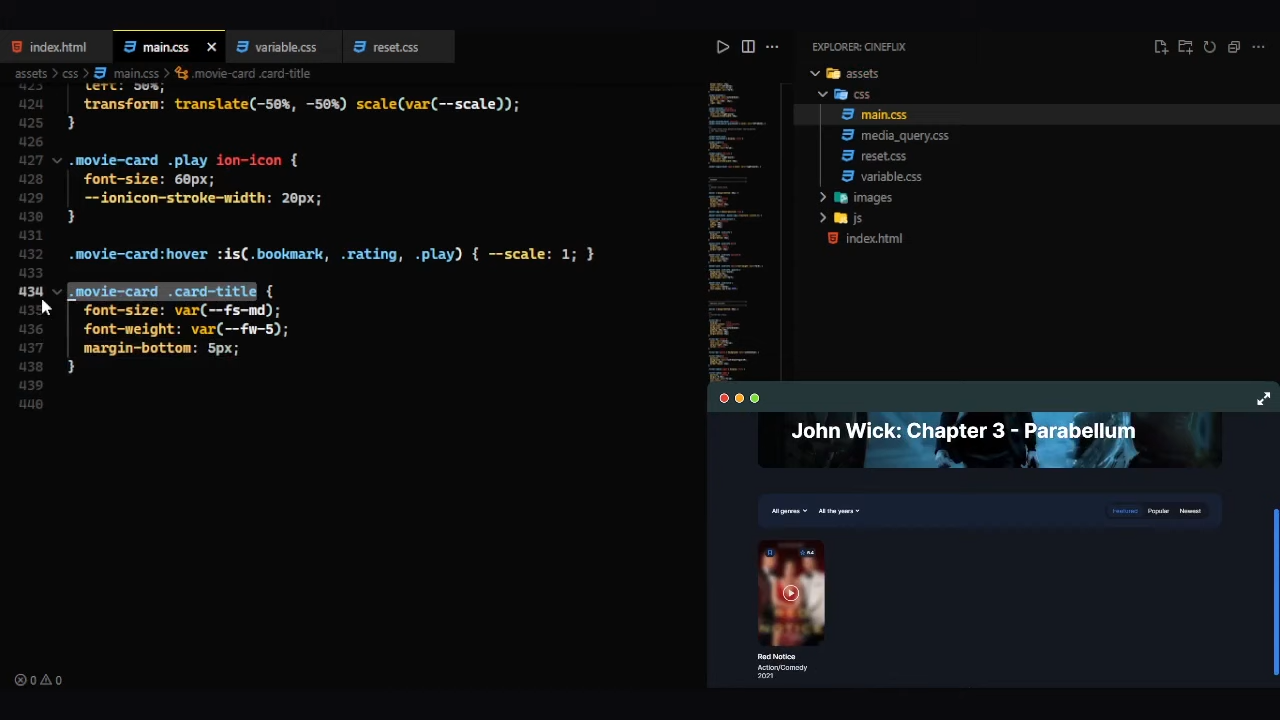 index.html
main.css
variable.css
reset.css
assets > css > main.css > .movie-card .card-title
423 left: 50%;
424 transform: translate(-50%, -50%) scale(var(--scale));
425 }
426
427 .movie-card .play ion-icon {
428 font-size: 60px;
429 --ionicon-stroke-width: 20px;
430 }
431
432 .movie-card:hover :is(.bookmark, .rating, .play) { --scale: 1; }
433
434 .movie-card .card-title {
435 font-size: var(--fs-md);
436 font-weight: var(--fw-5);
437 margin-bottom: 5px;
438 }
439
440
0 0
EXPLORER: CINEFLIX
assets
css
main.css
media_query.css
reset.css
variable.css
images
js
index.html
John Wick: Chapter 3 - Parabellum
All genres All the years Featured Popular Newest
6.4
Red Notice
Action/Comedy
2021